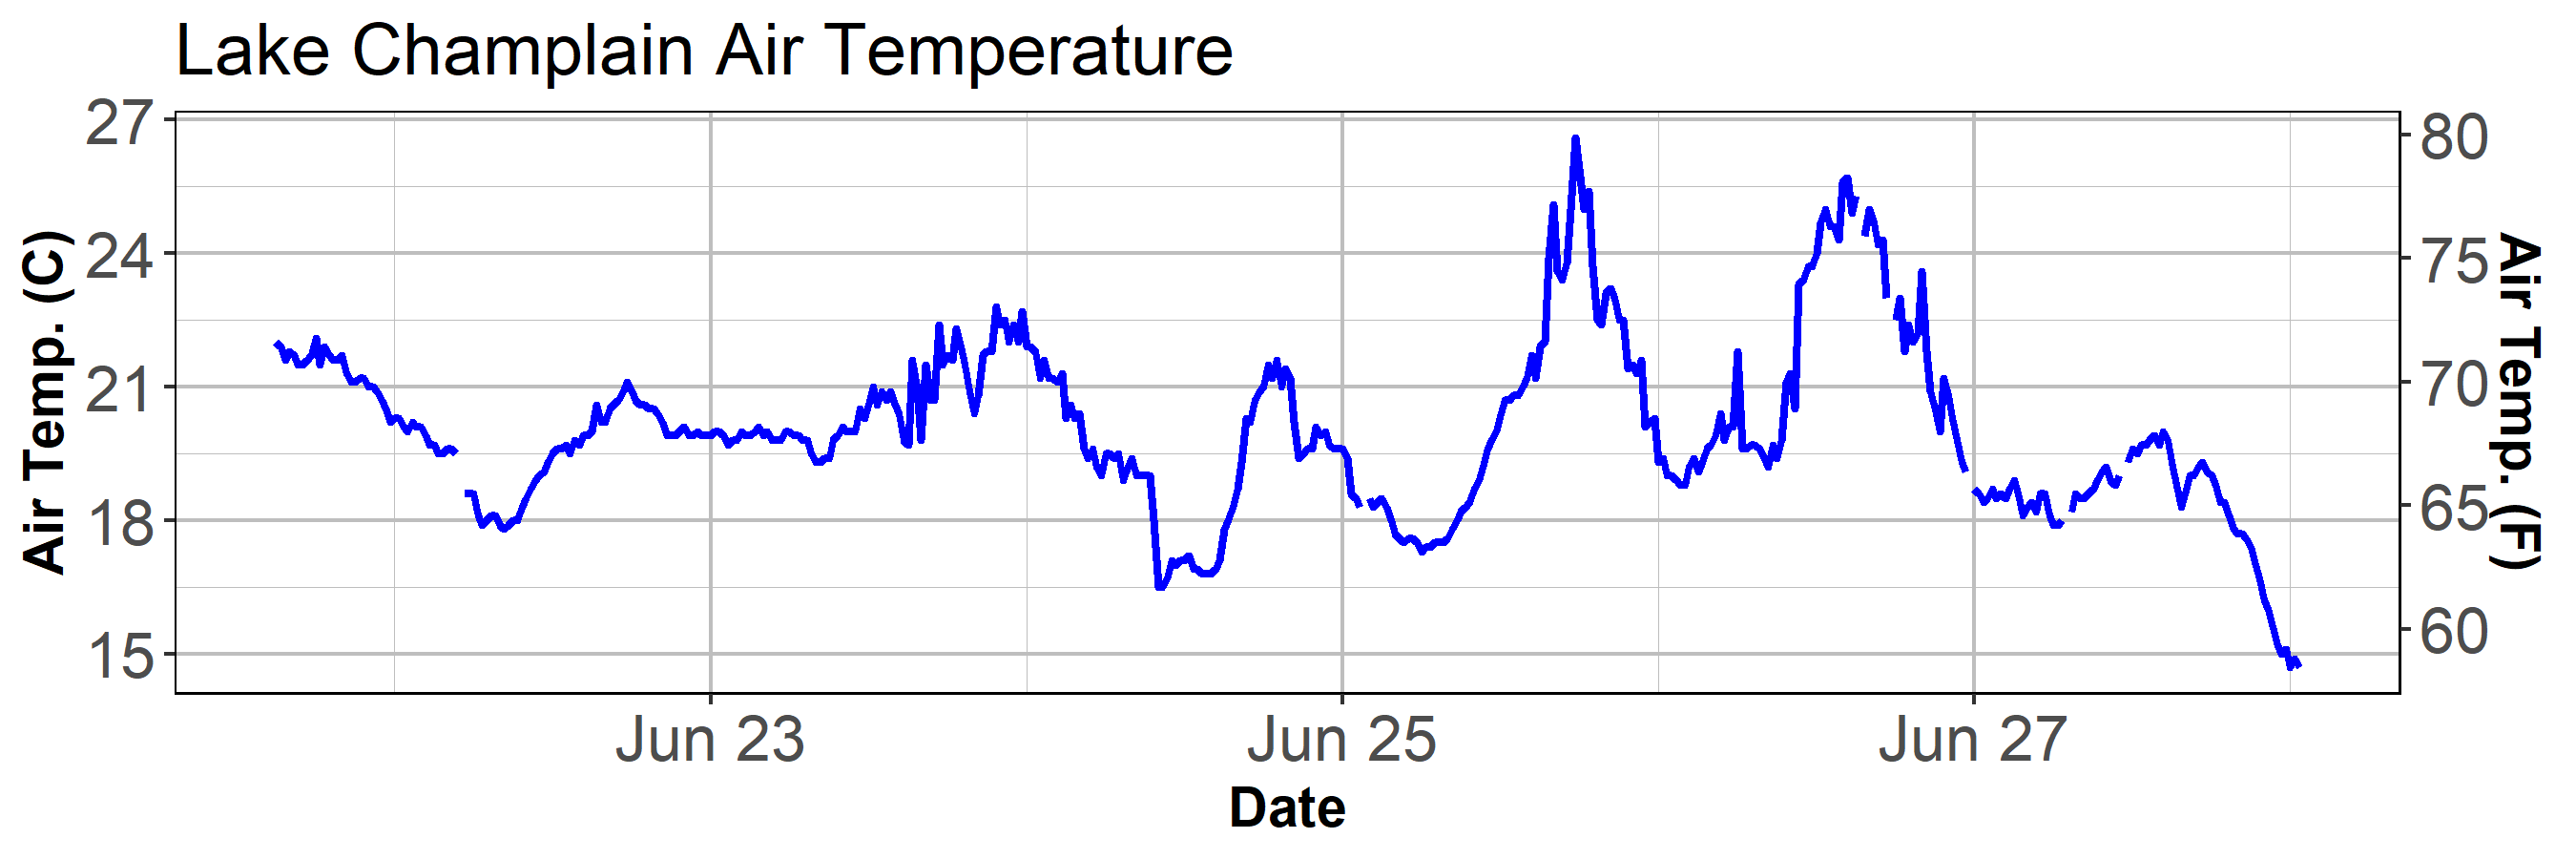 Lake Champlain Air Temperature
Air Temp. (C)
27
24
21
18
15
80
75
70
65
60
Air Temp. (F)
Jun 23
Jun 25
Jun 27
Date